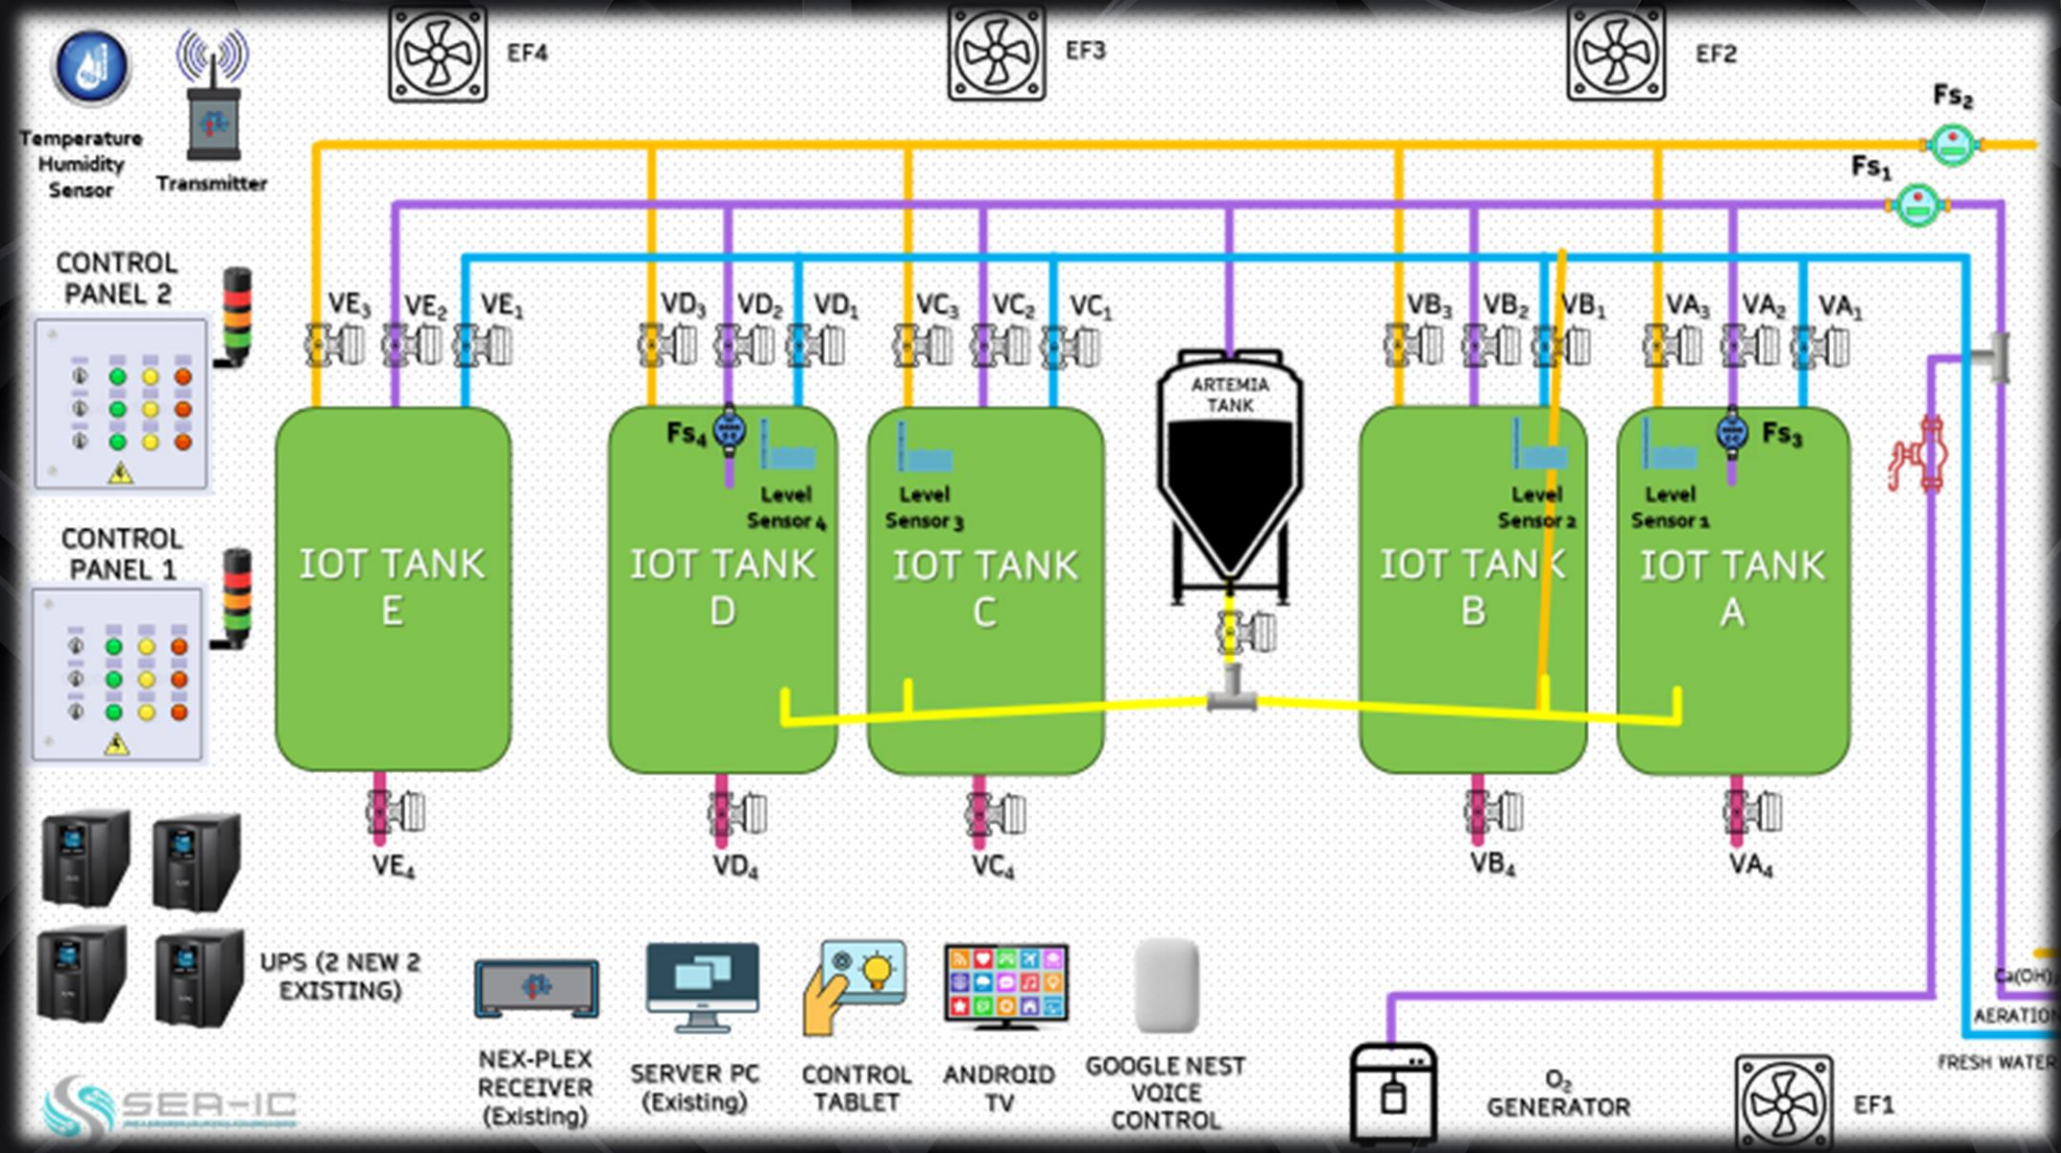 EF4
EF3
EF2
Fs₂
Fs₁
Temperature
Humidity
Sensor
Transmitter
CONTROL
PANEL 2
VE₃
VE₂
VE₁
VD₃
VD₂
VD₁
VC₃
VC₂
VC₁
VB₃
VB₂
VB₁
VA₃
VA₂
VA₁
ARTEMIA
TANK
Fs₄
Fs₃
Level
Sensor 4
Level
Sensor 3
Level
Sensor 2
Level
Sensor 1
CONTROL
PANEL 1
IOT TANK
E
IOT TANK
D
IOT TANK
C
IOT TANK
B
IOT TANK
A
VE₄
VD₄
VC₄
VB₄
VA₄
UPS (2 NEW 2
EXISTING)
Ca(OH)
AERATION
FRESH WATER
NEX-PLEX
RECEIVER
(Existing)
SERVER PC
(Existing)
CONTROL
TABLET
ANDROID
TV
GOOGLE NEST
VOICE
CONTROL
O₂
GENERATOR
EF1
SEA-IC